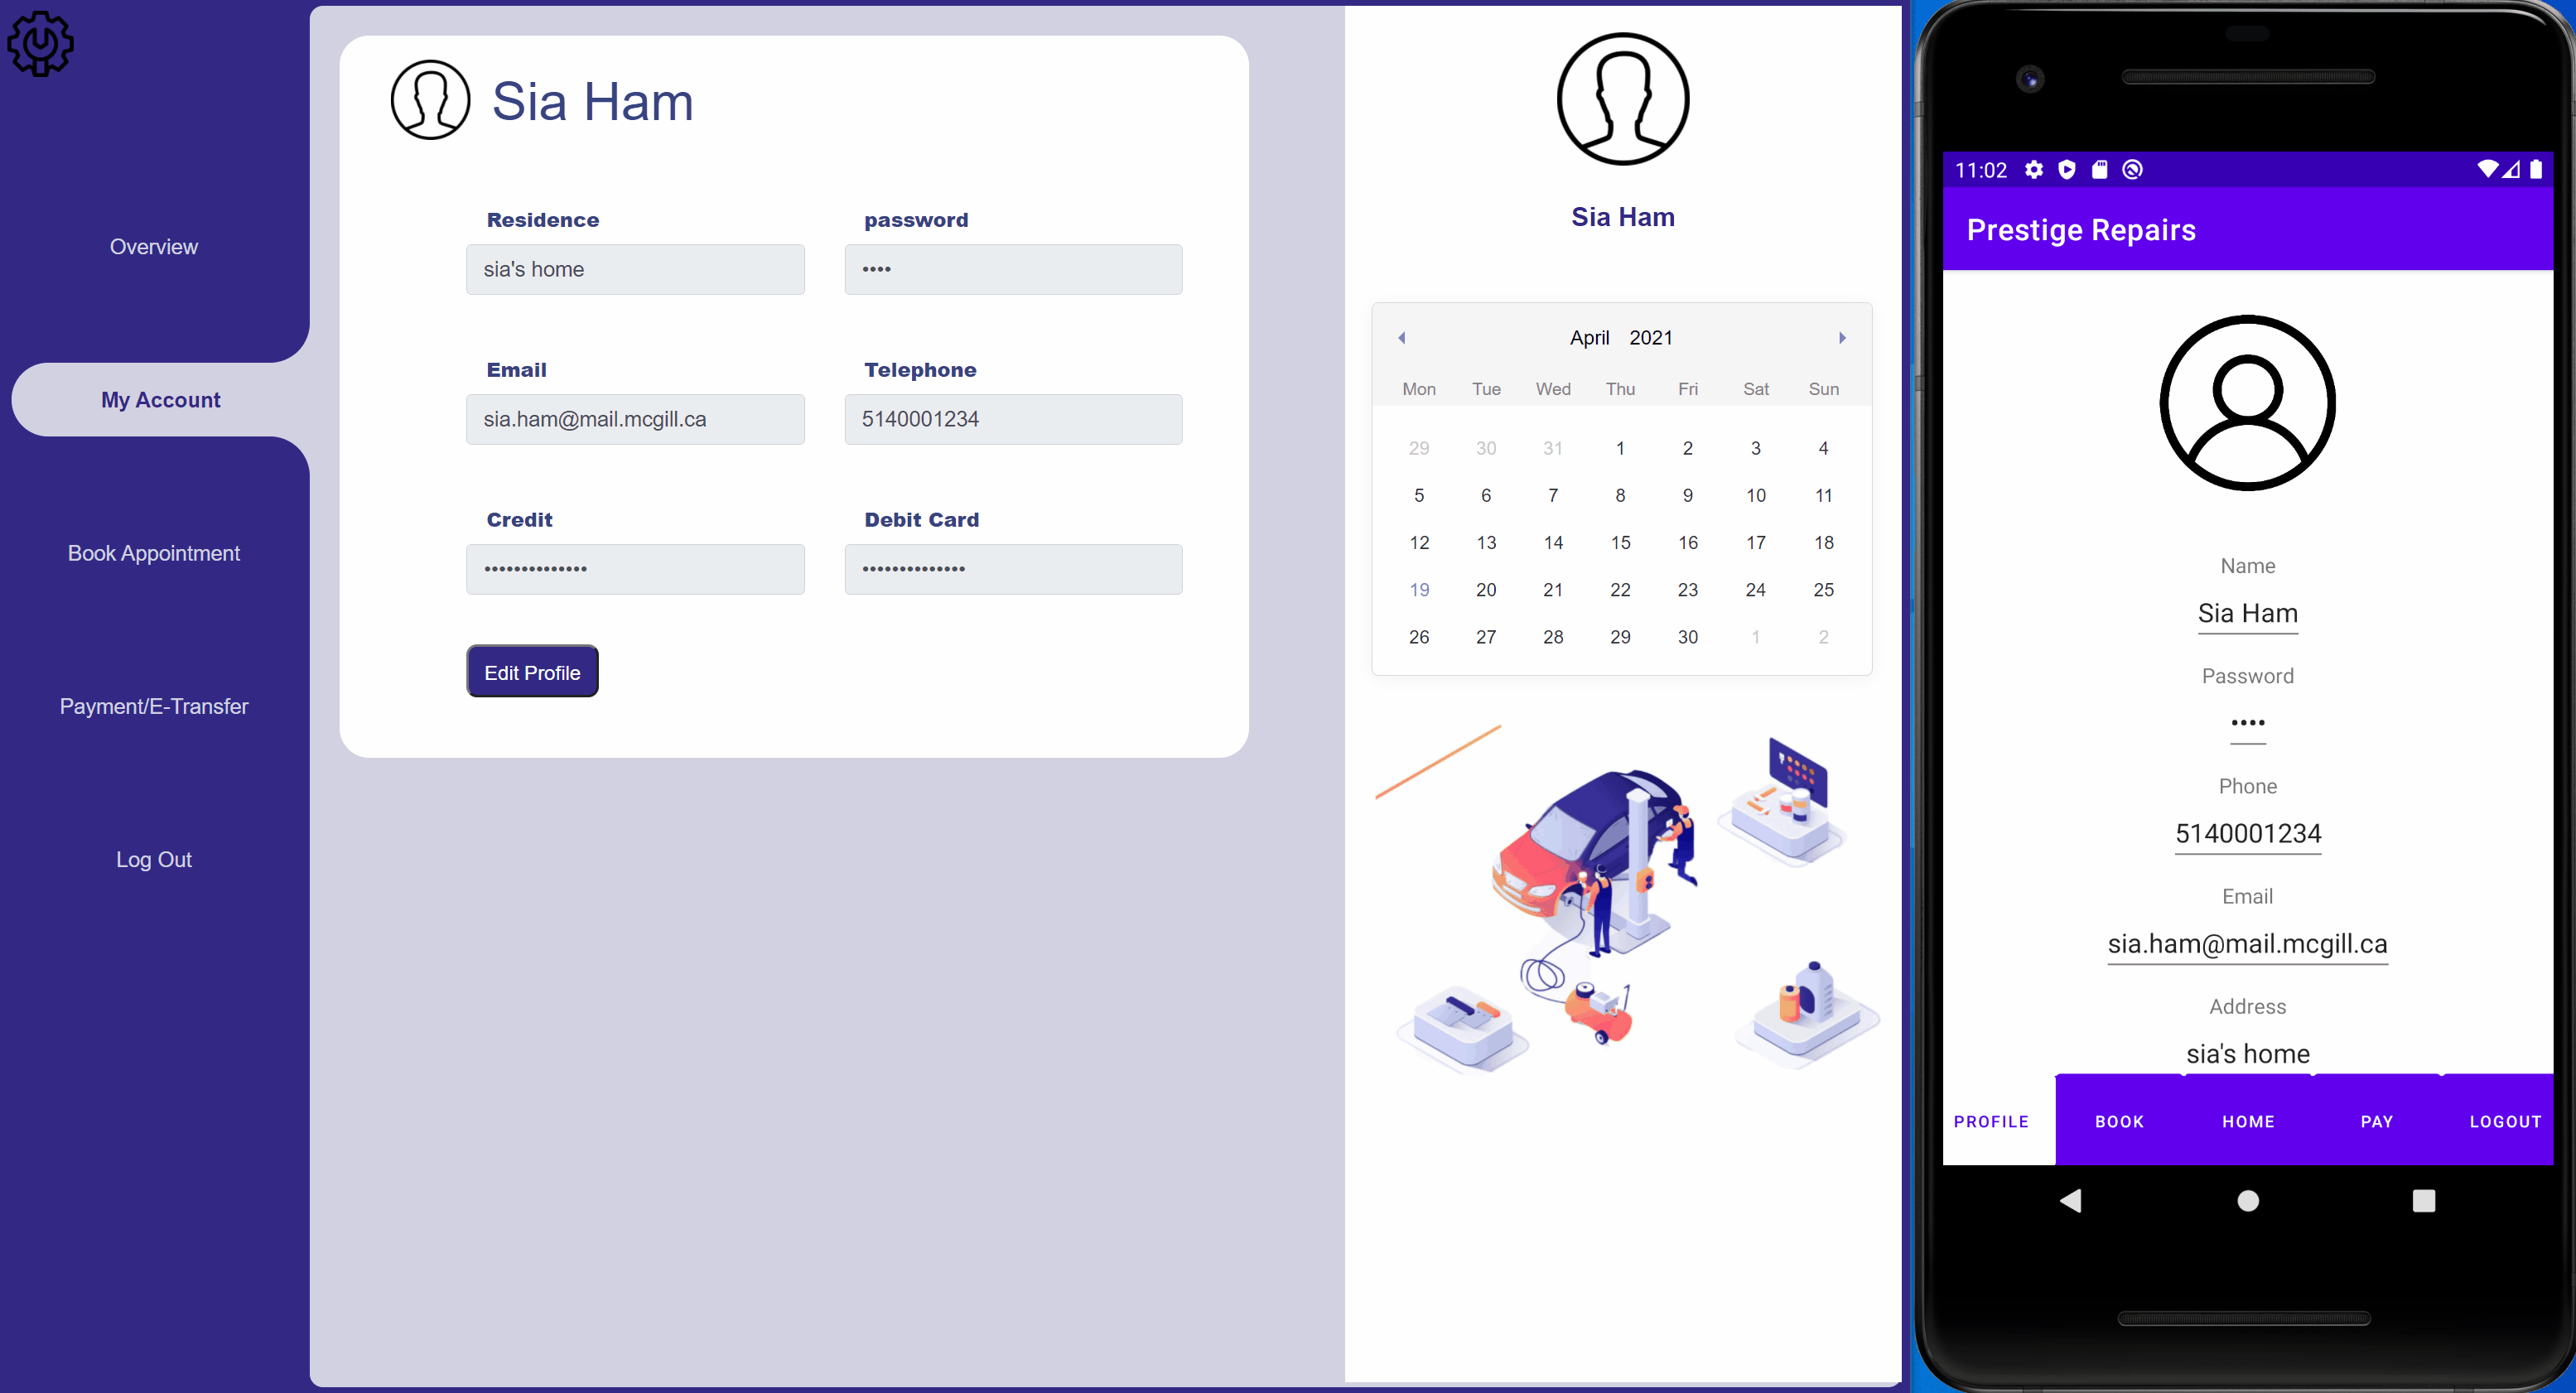 Overview
My Account
Book Appointment
Payment/E-Transfer
Log Out
Sia Ham
Residence password
sia's home ••••
Email Telephone
sia.ham@mail.mcgill.ca 5140001234
Credit Debit Card
•••••••••••••• ••••••••••••••
Edit Profile
Sia Ham
April 2021
Mon Tue Wed Thu Fri Sat Sun
29 30 31 1 2 3 4
5 6 7 8 9 10 11
12 13 14 15 16 17 18
19 20 21 22 23 24 25
26 27 28 29 30 1 2
11:02
Prestige Repairs
Name
Sia Ham
Password
••••
Phone
5140001234
Email
sia.ham@mail.mcgill.ca
Address
sia's home
PROFILE BOOK HOME PAY LOGOUT